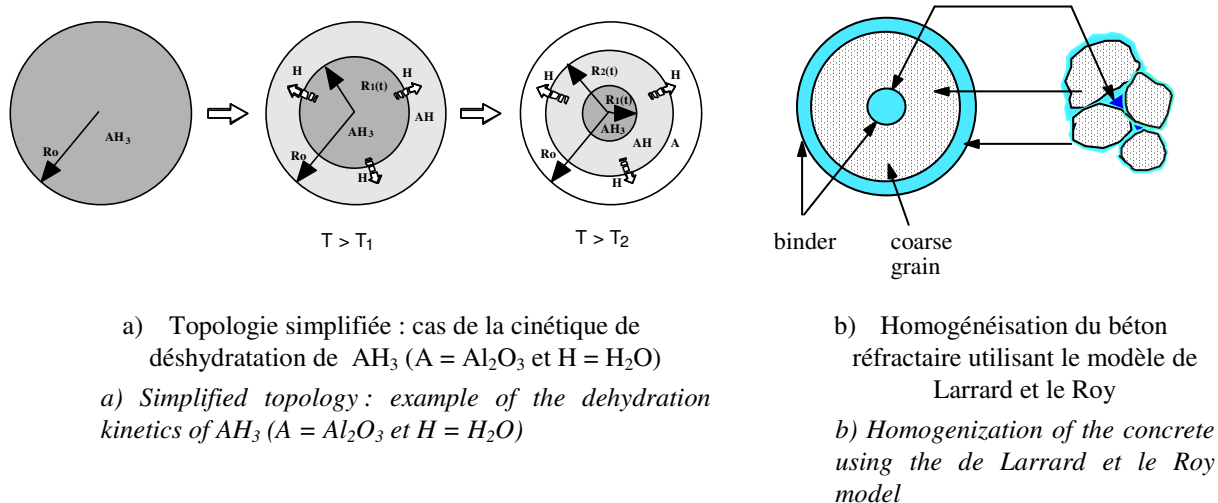 AH3
Ro
H
R1(t)
H
AH
AH3
Ro
H
T > T1
H
R2(t)
H
R1(t)
AH3
AH
A
Ro
H
T > T2
binder
coarse
grain
a) Topologie simplifiée : cas de la cinétique de
déshydratation de AH3 (A = Al2O3 et H = H2O)
a) Simplified topology : example of the dehydration
kinetics of AH3 (A = Al2O3 et H = H2O)
b) Homogénéisation du béton
réfractaire utilisant le modèle de
Larrard et le Roy
b) Homogenization of the concrete
using the de Larrard et le Roy
model